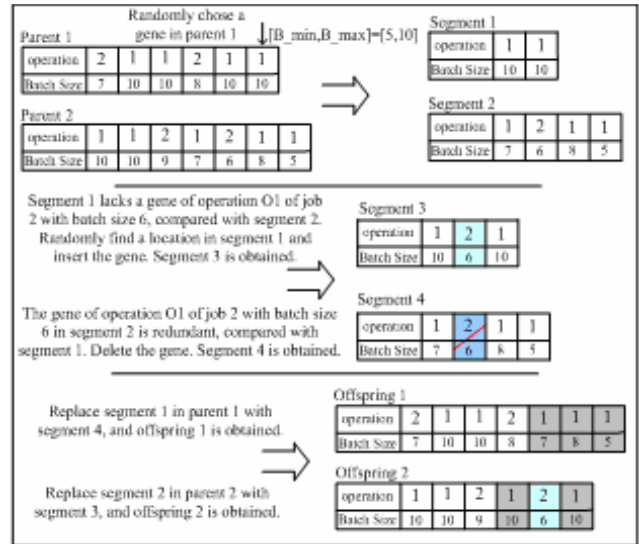 Randomly chose a
gene in parent 1
[B_min,B_max]=[5,10]
Parent 1
operation 2 1 1 2 1 1
Batch Size 7 10 10 8 10 10
Parent 2
operation 1 1 2 1 2 1 1
Batch Size 10 10 9 7 6 8 5
Segment 1
operation 1 1
Batch Size 10 10
Segment 2
operation 1 2 1 1
Batch Size 7 6 8 5
Segment 1 lacks a gene of operation O1 of job
2 with batch size 6, compared with segment 2.
Randomly find a location in segment 1 and
insert the gene. Segment 3 is obtained.
Segment 3
operation 1 2 1
Batch Size 10 6 10
The gene of operation O1 of job 2 with batch size
6 in segment 2 is redundant, compared with
segment 1. Delete the gene. Segment 4 is obtained.
Segment 4
operation 1 2 1 1
Batch Size 7 6 8 5
Replace segment 1 in parent 1 with
segment 4, and offspring 1 is obtained.
Offspring 1
operation 2 1 1 2 1 1 1
Batch Size 7 10 10 8 7 8 5
Replace segment 2 in parent 2 with
segment 3, and offspring 2 is obtained.
Offspring 2
operation 1 1 2 1 2 1
Batch Size 10 10 9 10 6 10